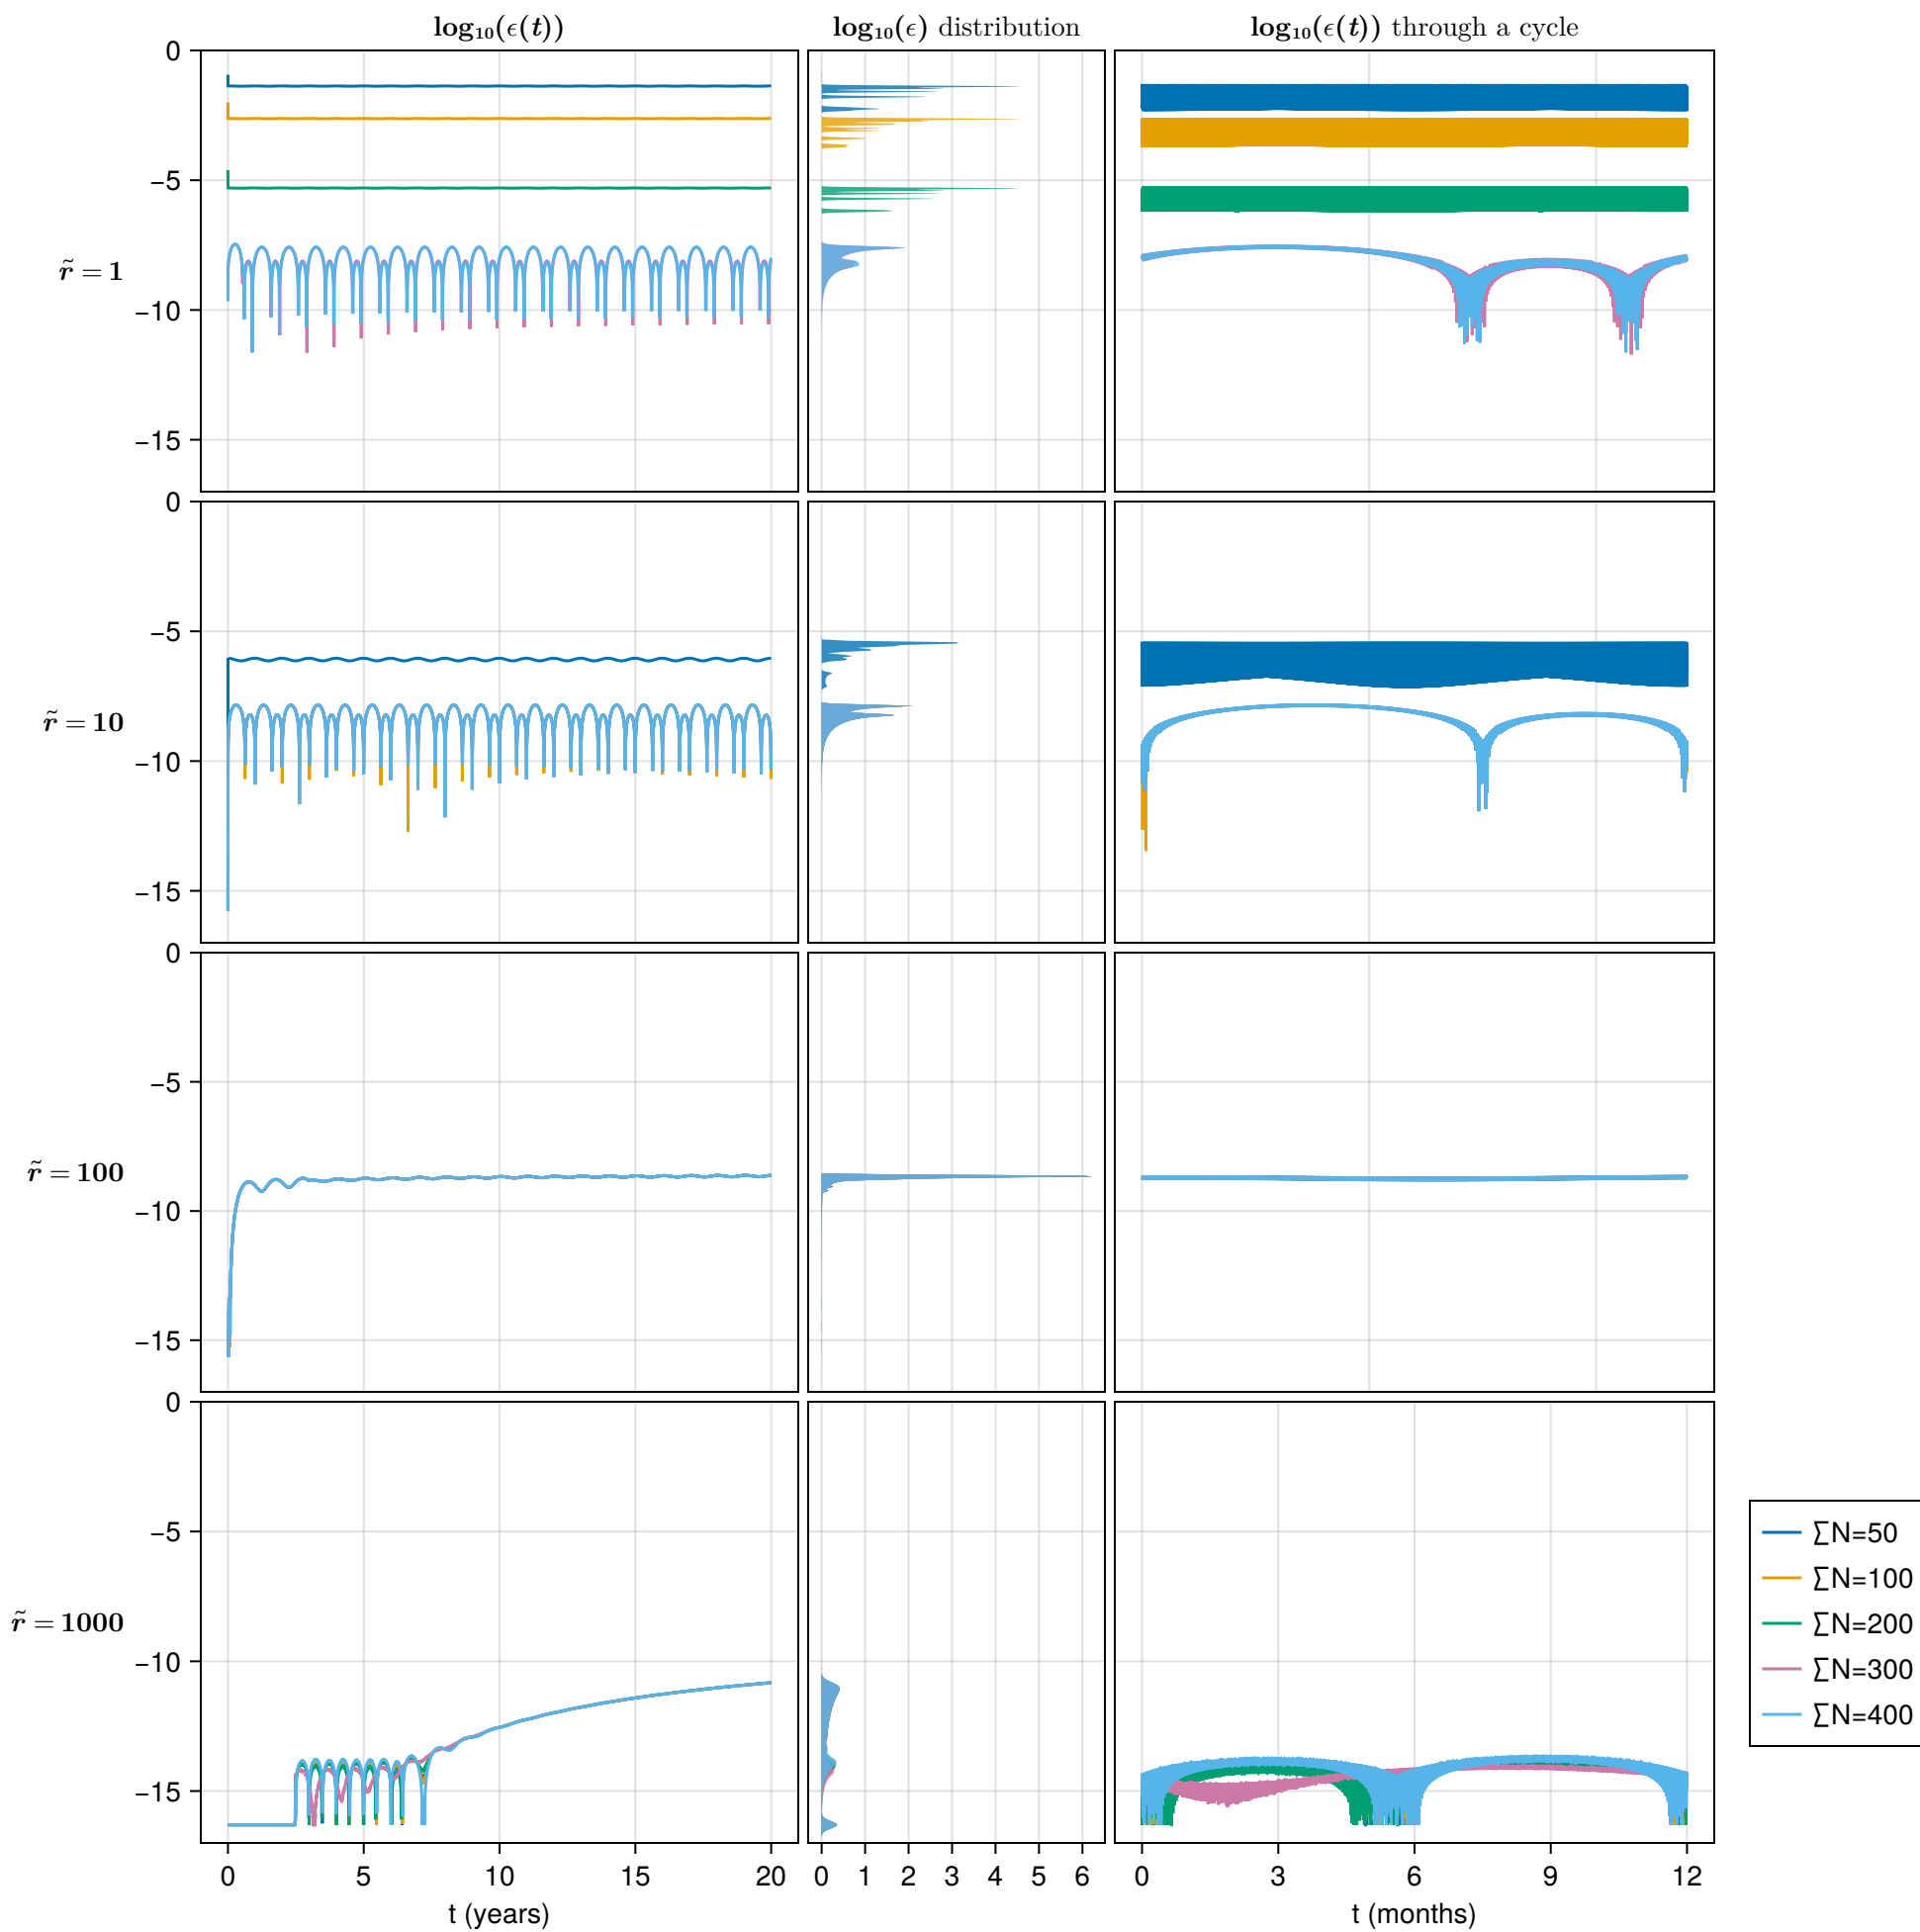 log₁₀(ϵ(t))
log₁₀(ϵ) distribution
log₁₀(ϵ(t)) through a cycle
0
−5
−10
−15
r̃ = 1
0
−5
−10
−15
r̃ = 10
0
−5
−10
−15
r̃ = 100
0
−5
−10
−15
r̃ = 1000
0 5 10 15 20
t (years)
0 1 2 3 4 5 6
0 3 6 9 12
t (months)
∑N=50
∑N=100
∑N=200
∑N=300
∑N=400